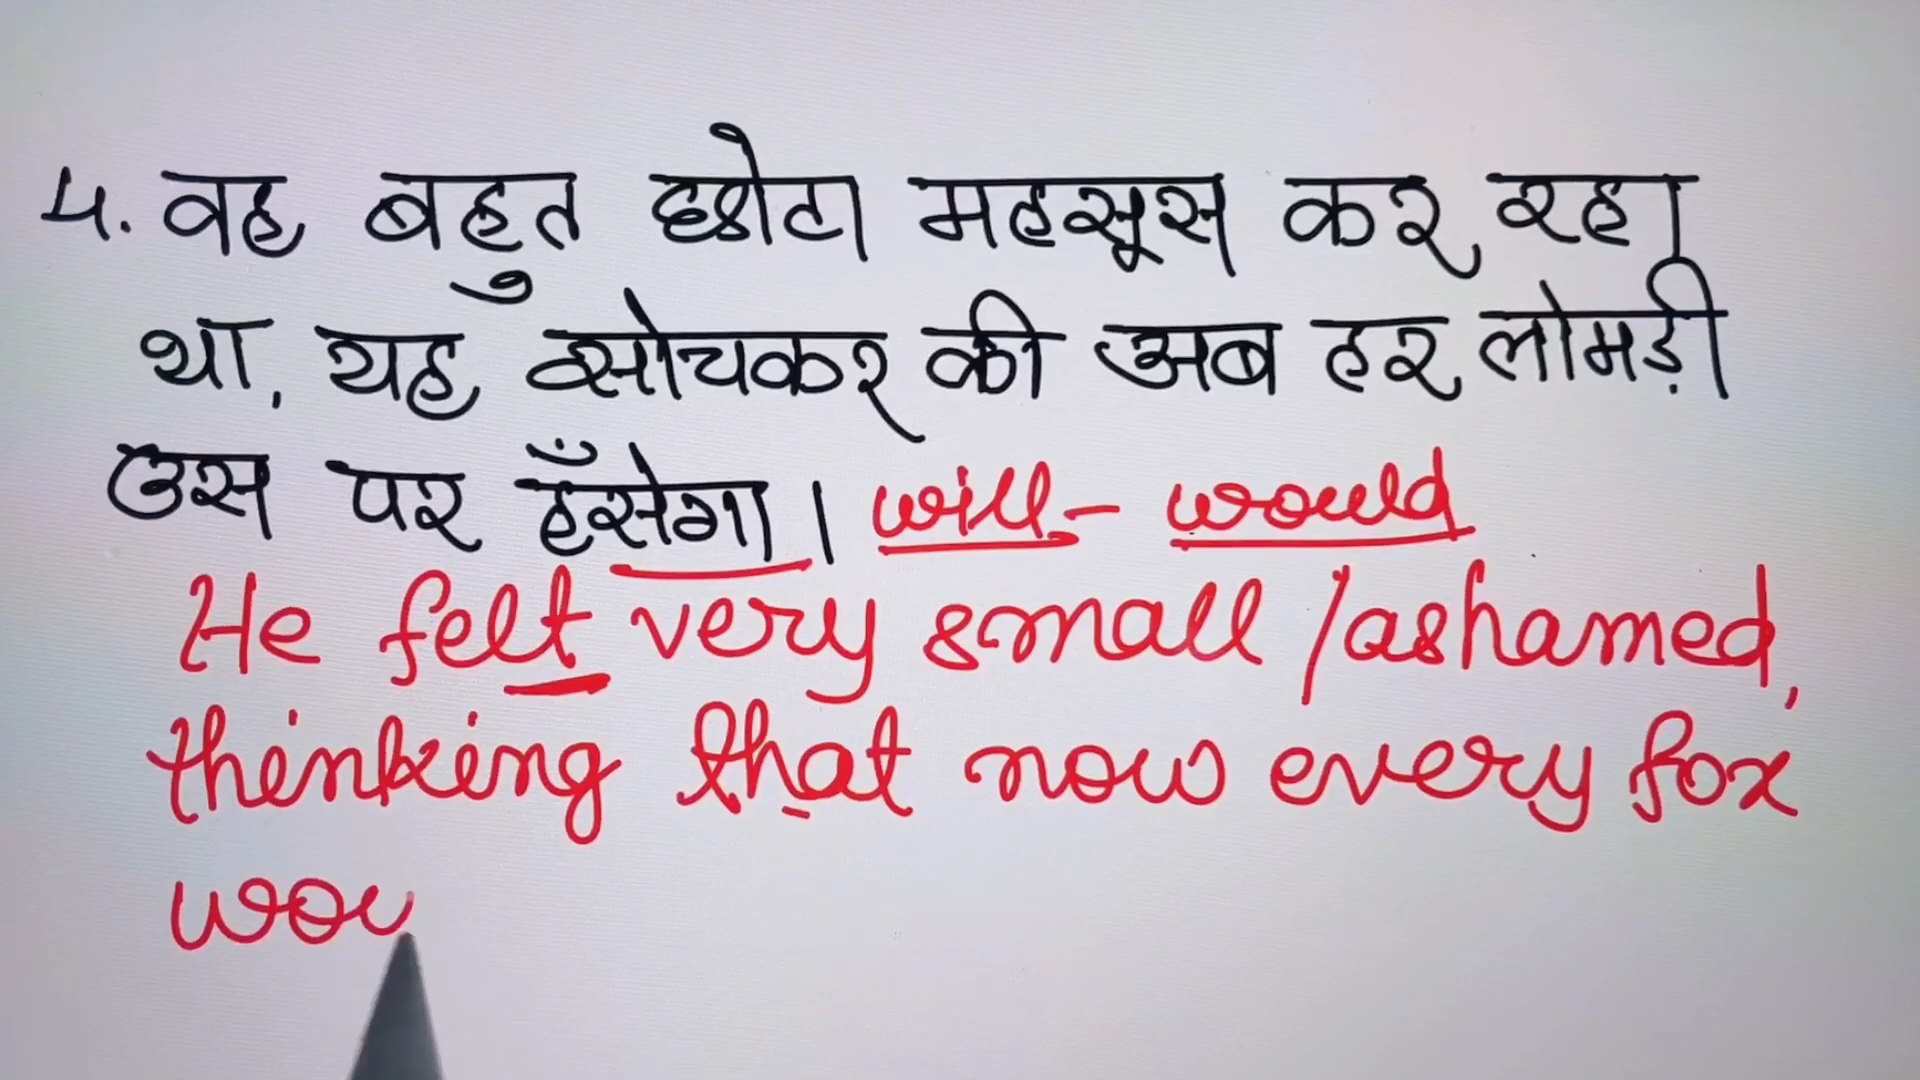 4. वह बहुत छोटा महसूस कर रहा
था, यह सोचकर की अब हर लोमड़ी
उस पर हँसेगा। will - would
He felt very small / ashamed,
thinking that now every fox
wou